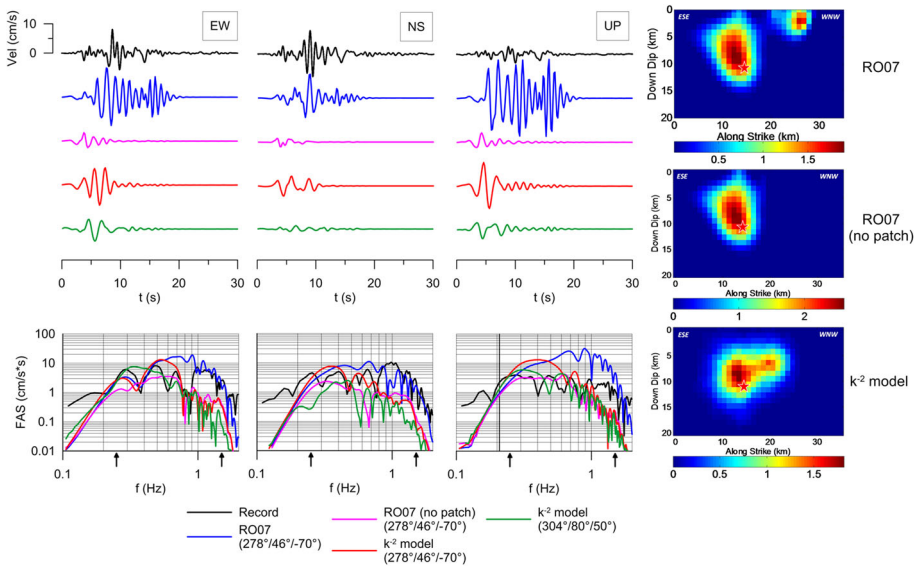 EW
NS
UP
Vel (cm/s)
10
0
0 10 20 30
t (s)
0 10 20 30
t (s)
0 10 20 30
t (s)
FAS (cm/s*s)
100
10
1
0.1
0.01
0.1 1
f (Hz)
0.1 1
f (Hz)
0.1 1
f (Hz)
Record
RO07
(278°/46°/-70°)
RO07 (no patch)
(278°/46°/-70°)
k-2 model
(278°/46°/-70°)
k-2 model
(304°/80°/50°)
ESE WNW
Down Dip (km)
0
5
10
15
20
0 10 20 30
Along Strike (km)
0.5 1 1.5
RO07
ESE WNW
Down Dip (km)
0
5
10
15
20
0 10 20 30
Along Strike (km)
0 1 2
RO07
(no patch)
ESE WNW
Down Dip (km)
0
5
10
15
20
0 10 20 30
Along Strike (km)
0.5 1 1.5
k-2 model